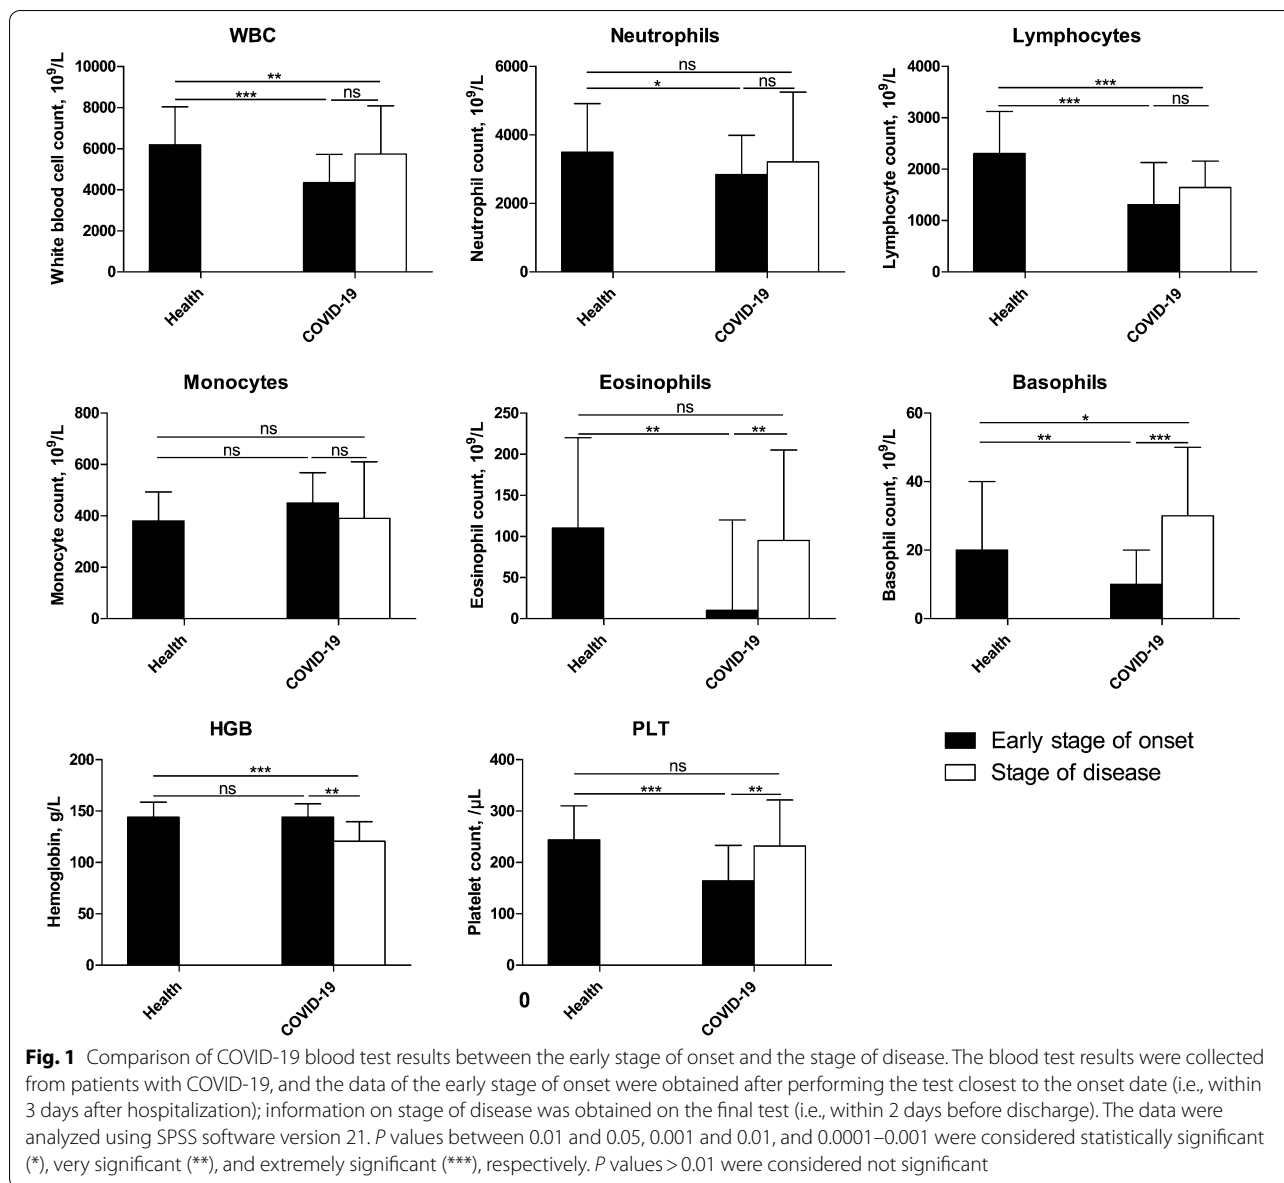 WBC
White blood cell count, 10⁹/L
10000
8000
6000
4000
2000
0
**
***
ns
Health
COVID-19
Neutrophils
Neutrophil count, 10⁹/L
6000
4000
2000
0
ns
*
ns
Health
COVID-19
Lymphocytes
Lymphocyte count, 10⁹/L
4000
3000
2000
1000
0
***
***
ns
Health
COVID-19
Monocytes
Monocyte count, 10⁹/L
800
600
400
200
0
ns
ns
ns
Health
COVID-19
Eosinophils
Eosinophil count, 10⁹/L
250
200
150
100
50
0
ns
**
**
Health
COVID-19
Basophils
Basophil count, 10⁹/L
60
40
20
0
*
**
***
Health
COVID-19
HGB
Hemoglobin, g/L
200
150
100
50
0
***
ns
**
Health
COVID-19
PLT
Platelet count, /μL
400
300
200
100
0
ns
***
**
Health
COVID-19
0
Early stage of onset
Stage of disease
Fig. 1 Comparison of COVID-19 blood test results between the early stage of onset and the stage of disease. The blood test results were collected
from patients with COVID-19, and the data of the early stage of onset were obtained after performing the test closest to the onset date (i.e., within
3 days after hospitalization); information on stage of disease was obtained on the final test (i.e., within 2 days before discharge). The data were
analyzed using SPSS software version 21. P values between 0.01 and 0.05, 0.001 and 0.01, and 0.0001–0.001 were considered statistically significant
(*), very significant (**), and extremely significant (***), respectively. P values > 0.01 were considered not significant